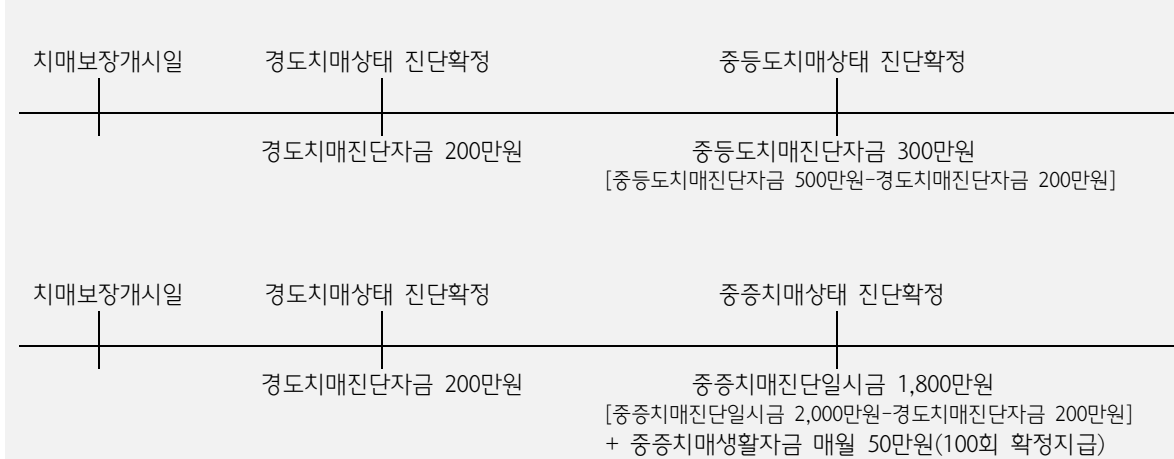 치매보장개시일 경도치매상태 진단확정 중등도치매상태 진단확정
경도치매진단자금 200만원 중등도치매진단자금 300만원
[중등도치매진단자금 500만원-경도치매진단자금 200만원]
치매보장개시일 경도치매상태 진단확정 중증치매상태 진단확정
경도치매진단자금 200만원 중증치매진단일시금 1,800만원
[중증치매진단일시금 2,000만원-경도치매진단자금 200만원]
+ 중증치매생활자금 매월 50만원(100회 확정지급)